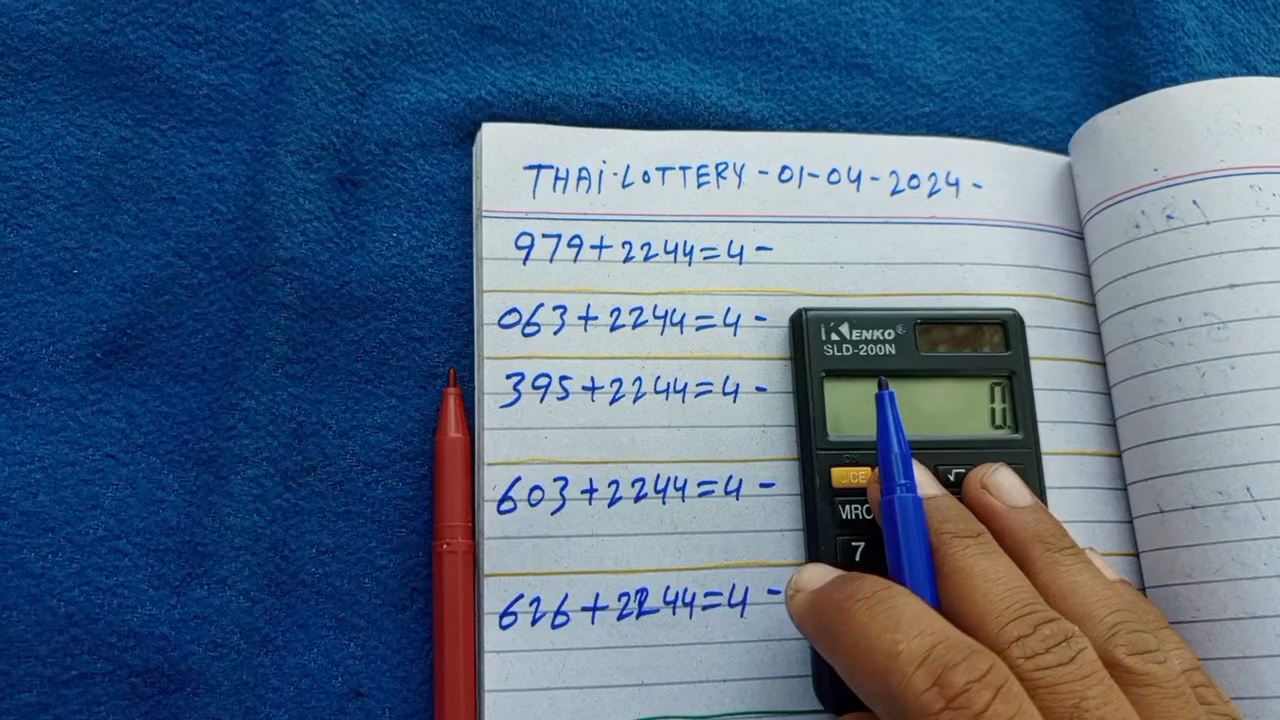 THAI·LOTTERY-01-04-2024-
979+2244=4-
063+2244=4-
395+2244=4-
603+2244=4-
626+2244=4-
KENKO®
SLD-200N
0
√
MRC
7